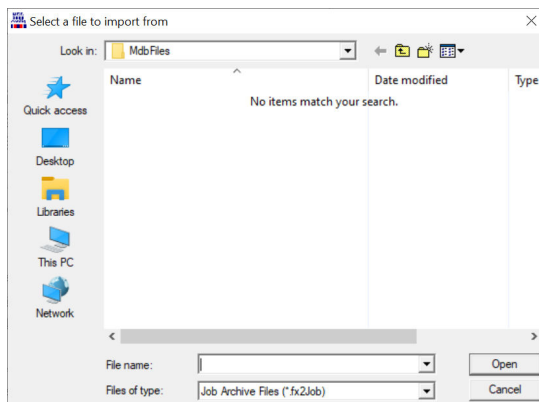 Select a file to import from
Look in: MdbFiles
Name Date modified Type
No items match your search.
Quick access
Desktop
Libraries
This PC
Network
File name: Open
Files of type: Job Archive Files (*.fx2Job) Cancel